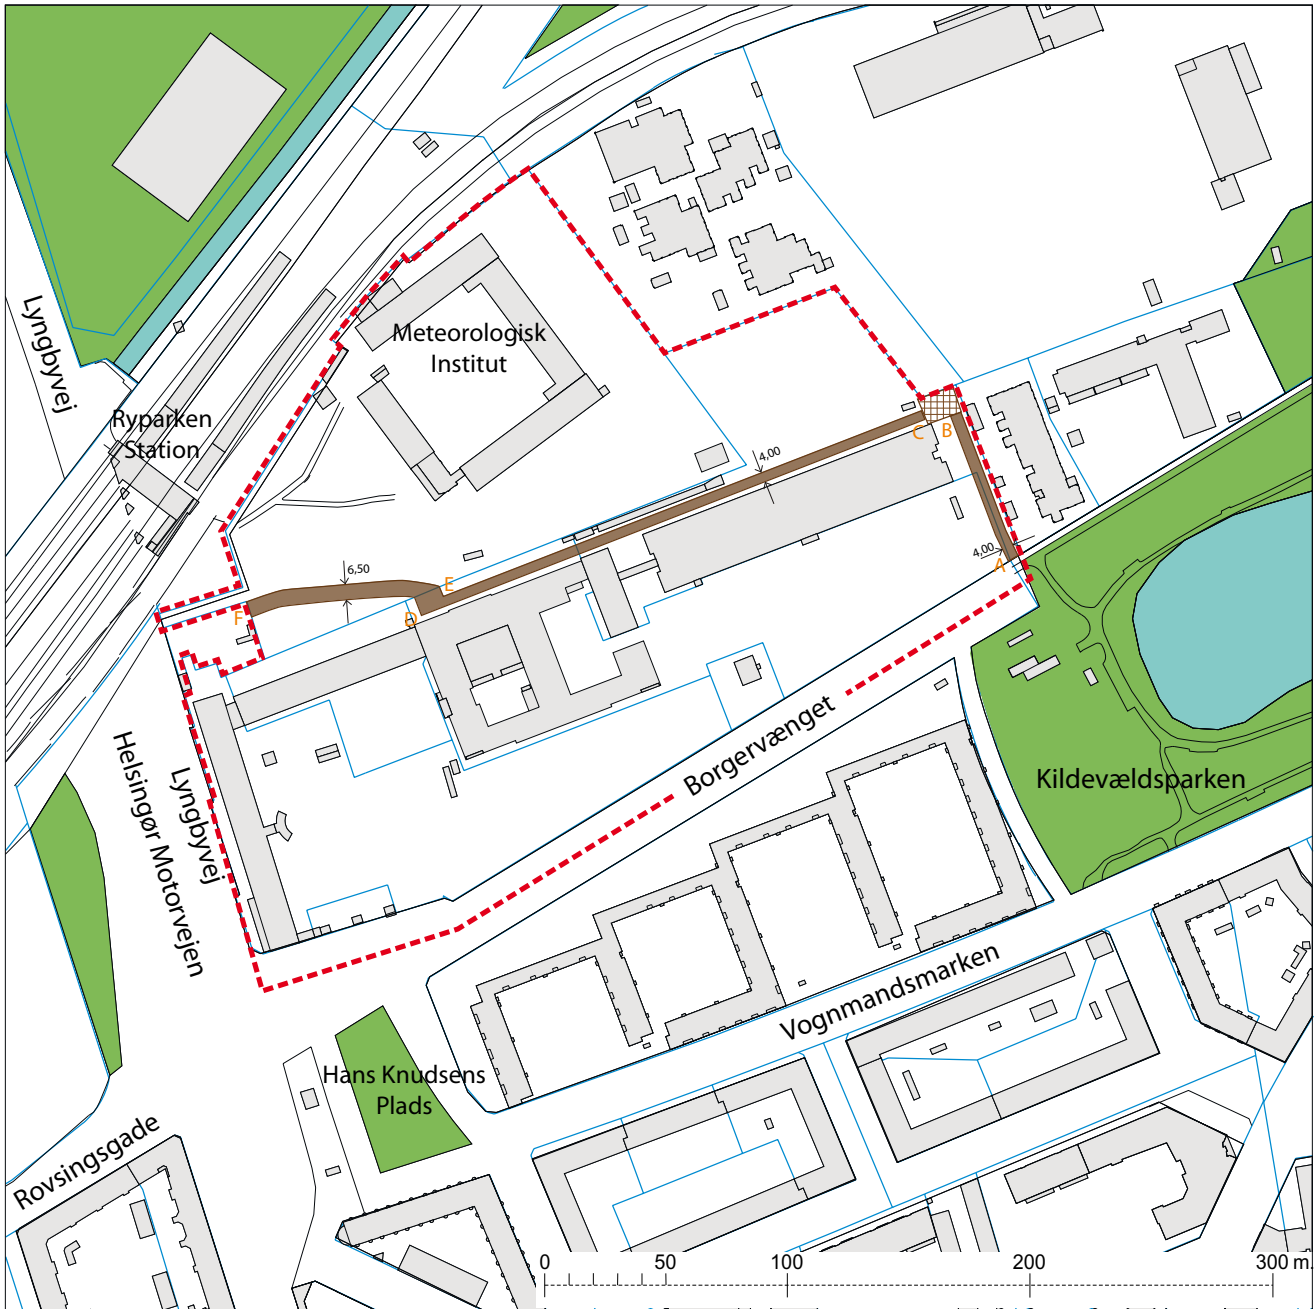 Lyngbyvej
Ryparken
Station
Meteorologisk
Institut
4,00
C
B
4,00
A
6,50
E
D
F
Lyngbyvej
Helsingør Motorvejen
Borgervænget
Kildevældsparken
Vognmandsmarken
Hans Knudsens
Plads
Rovsingsgade
0 50 100 200 300 m.